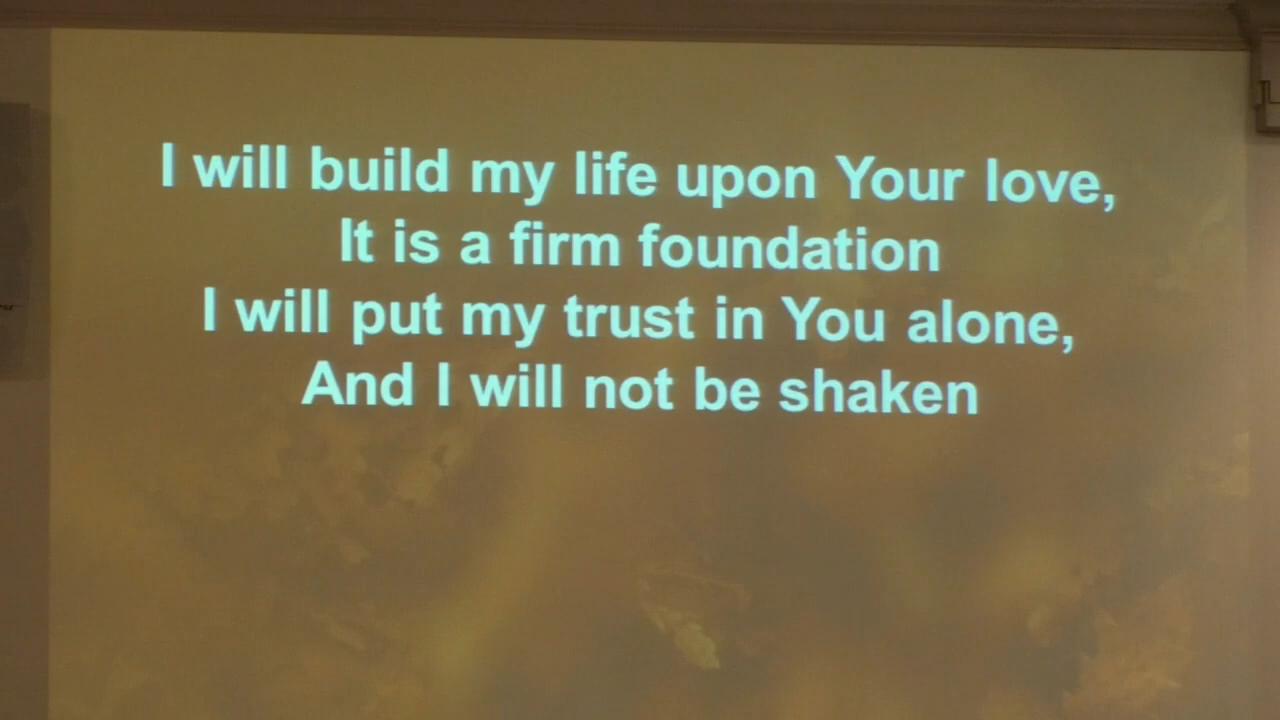 I will build my life upon Your love,
It is a firm foundation
I will put my trust in You alone,
And I will not be shaken